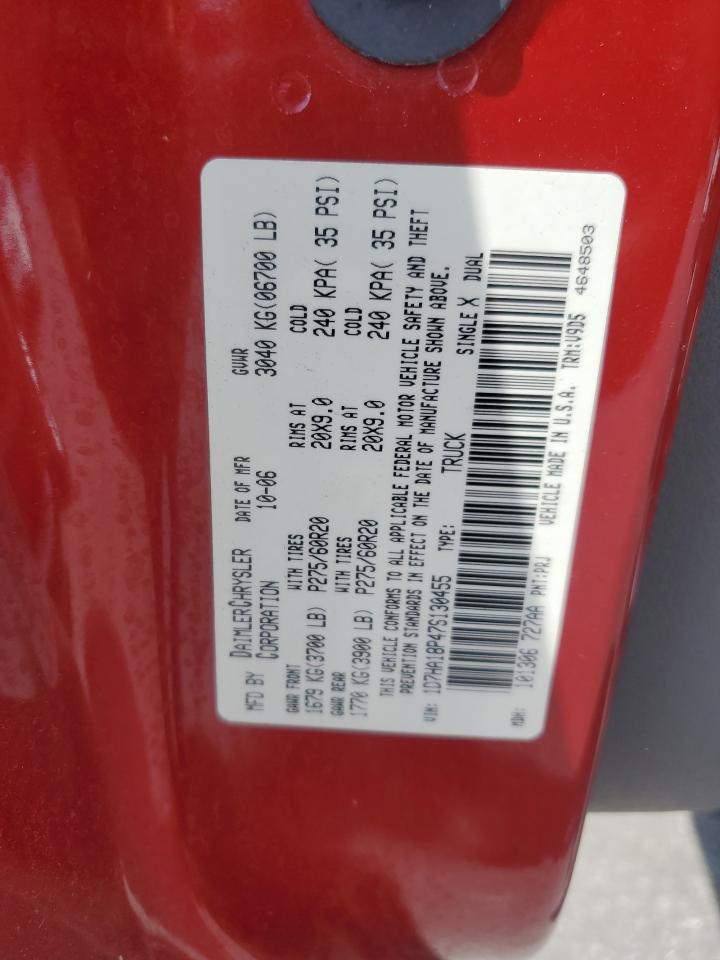 MFD BY DAIMLERCHRYSLER CORPORATION DATE OF MFR 10-06 GVWR 3040 KG(06700 LB)
GAWR FRONT WITH TIRES RIMS AT COLD
1679 KG(3700 LB) P275/60R20 20X9.0 240 KPA( 35 PSI)
GAWR REAR WITH TIRES RIMS AT COLD
1770 KG(3900 LB) P275/60R20 20X9.0 240 KPA( 35 PSI)
THIS VEHICLE CONFORMS TO ALL APPLICABLE FEDERAL MOTOR VEHICLE SAFETY AND THEFT
PREVENTION STANDARDS IN EFFECT ON THE DATE OF MANUFACTURE SHOWN ABOVE.
VIN: 1D7HA18P47S130455 TYPE: TRUCK SINGLE X DUAL
MDH: 101306 727AA PNT:PRJ VEHICLE MADE IN U.S.A. TRM:V9D5 4648503